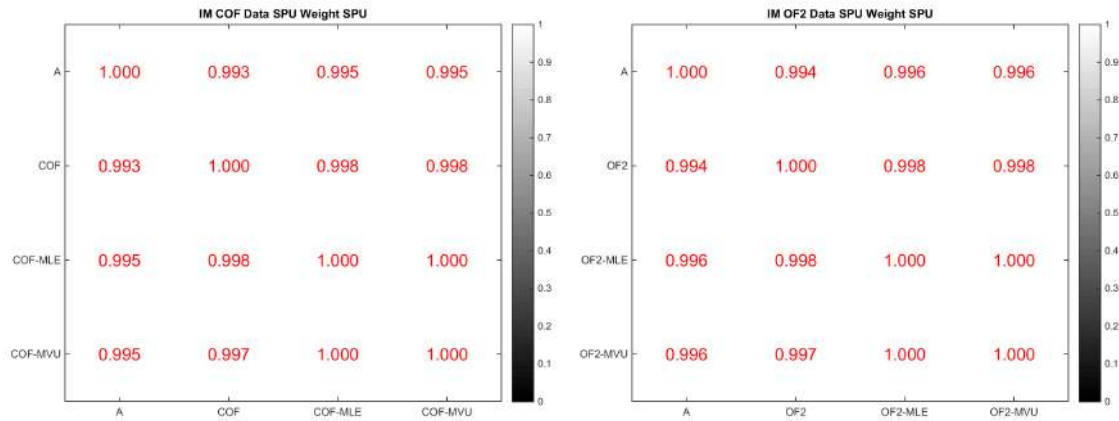 IM COF Data SPU Weight SPU
A 1.000 0.993 0.995 0.995
COF 0.993 1.000 0.998 0.998
COF-MLE 0.995 0.998 1.000 1.000
COF-MVU 0.995 0.997 1.000 1.000
A COF COF-MLE COF-MVU
1
0.9
0.8
0.7
0.6
0.5
0.4
0.3
0.2
0.1
0
IM OF2 Data SPU Weight SPU
A 1.000 0.994 0.996 0.996
OF2 0.994 1.000 0.998 0.998
OF2-MLE 0.996 0.998 1.000 1.000
OF2-MVU 0.996 0.997 1.000 1.000
A OF2 OF2-MLE OF2-MVU
1
0.9
0.8
0.7
0.6
0.5
0.4
0.3
0.2
0.1
0